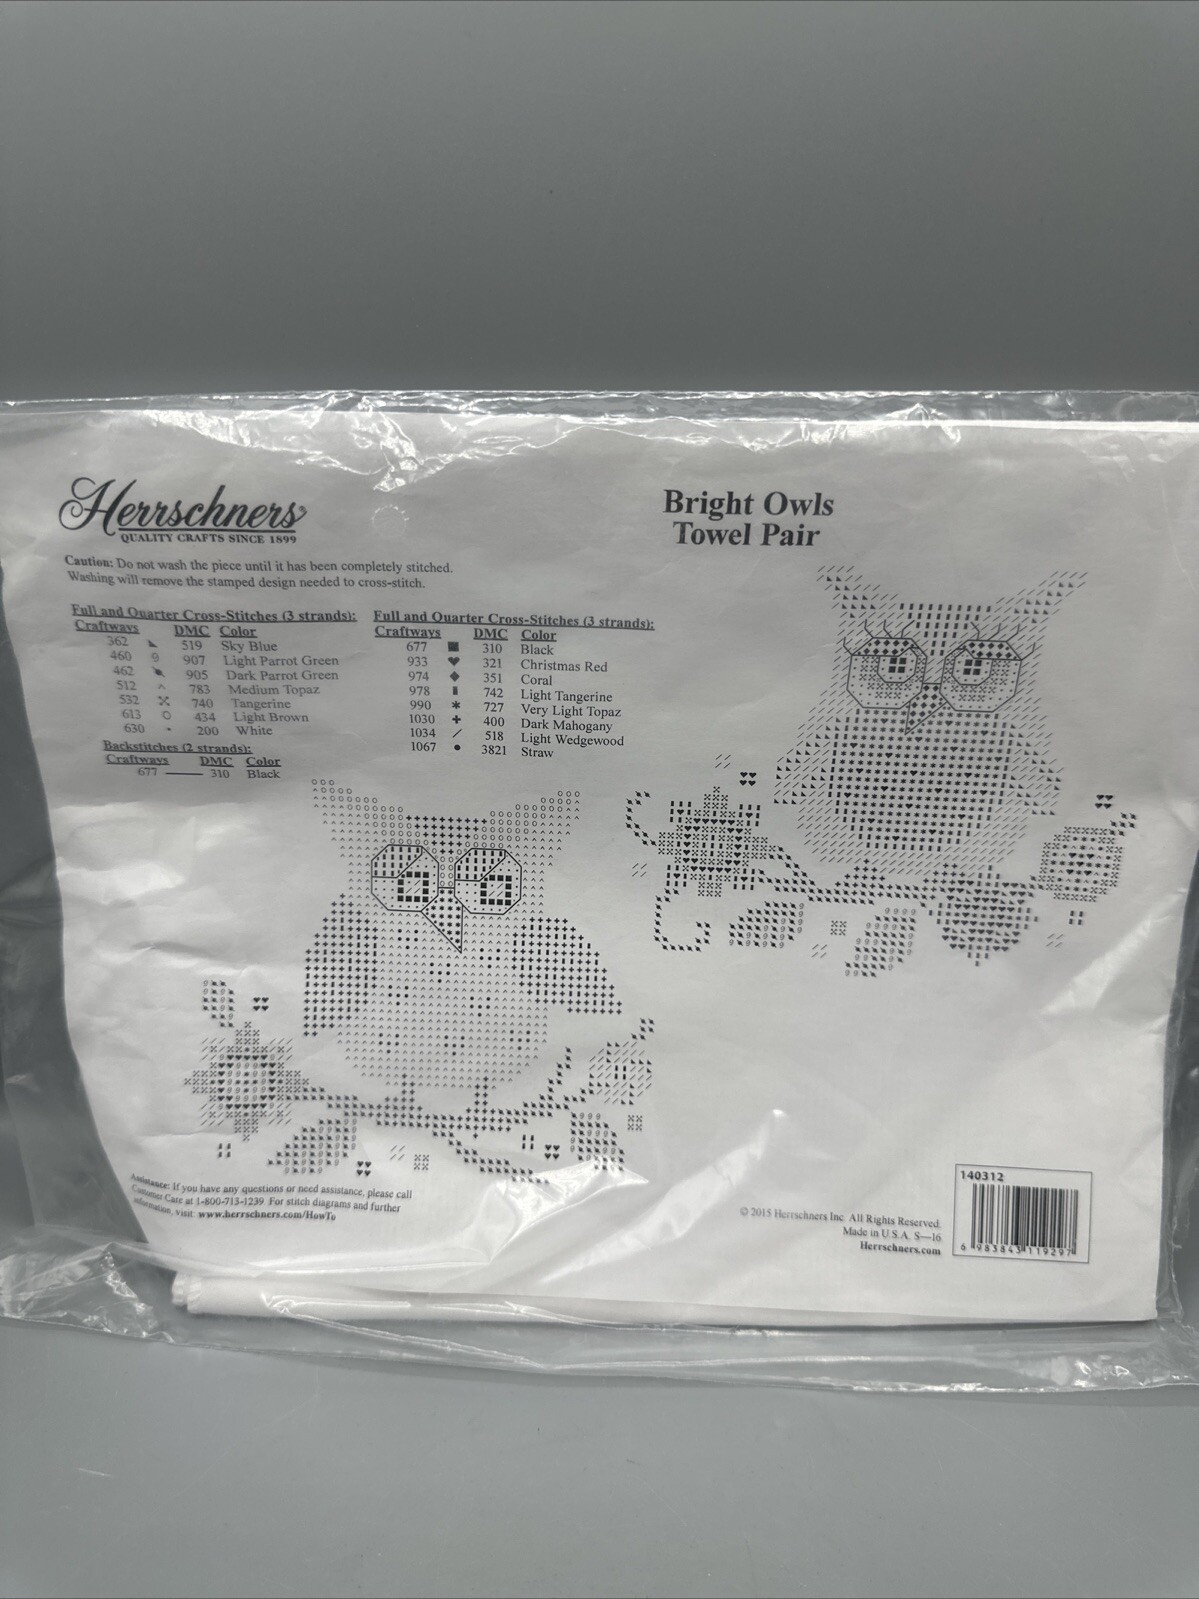 Herrschners
QUALITY CRAFTS SINCE 1899
Bright Owls
Towel Pair
Caution: Do not wash the piece until it has been completely stitched.
Washing will remove the stamped design needed to cross-stitch.
Full and Quarter Cross-Stitches (3 strands):
Craftways DMC Color
362 ◣ 519 Sky Blue
460 9 907 Light Parrot Green
462 905 Dark Parrot Green
512 ^ 783 Medium Topaz
532 740 Tangerine
613 O 434 Light Brown
630 • 200 White
Backstitches (2 strands):
Craftways DMC Color
677 —— 310 Black
Full and Quarter Cross-Stitches (3 strands):
Craftways DMC Color
677 ■ 310 Black
933 ♥ 321 Christmas Red
974 ◆ 351 Coral
978 ▮ 742 Light Tangerine
990 * 727 Very Light Topaz
1030 + 400 Dark Mahogany
1034 / 518 Light Wedgewood
1067 ● 3821 Straw
Assistance: If you have any questions or need assistance, please call
Customer Care at 1-800-713-1239 For stitch diagrams and further
information, visit: www.herrschners.com/HowTo
© 2015 Herrschners Inc. All Rights Reserved.
Made in U.S.A. S—16
Herrschners.com
140312
6 98384311929 7